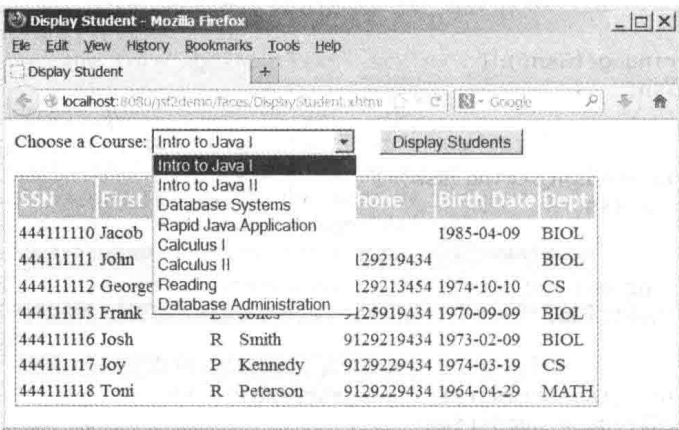 Display Student - Mozilla Firefox
File Edit View History Bookmarks Tools Help
Display Student +
localhost:8080/jsf2demo/faces/DisplayStudent.xhtml Google
Choose a Course: Intro to Java I Display Students
Intro to Java I
Intro to Java II
Database Systems
Rapid Java Application
Calculus I
Calculus II
Reading
Database Administration
SSN First hone Birth Date Dept
444111110 Jacob 1985-04-09 BIOL
444111111 John 129219434 BIOL
444111112 George 129213454 1974-10-10 CS
444111113 Frank E Jones 9125919434 1970-09-09 BIOL
444111116 Josh R Smith 9129219434 1973-02-09 BIOL
444111117 Joy P Kennedy 9129229434 1974-03-19 CS
444111118 Toni R Peterson 9129229434 1964-04-29 MATH